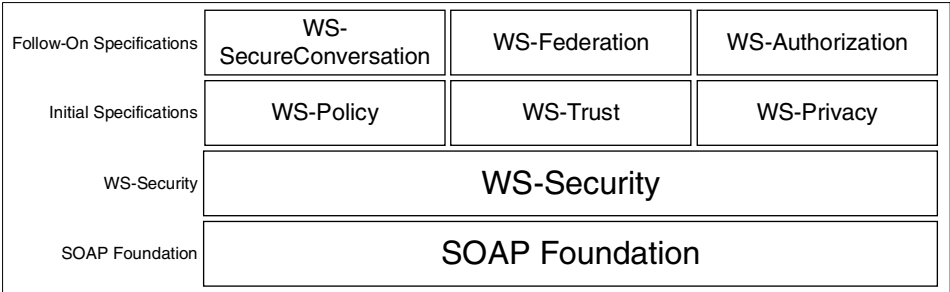 Follow-On Specifications
WS-
SecureConversation
WS-Federation
WS-Authorization
Initial Specifications
WS-Policy
WS-Trust
WS-Privacy
WS-Security
WS-Security
SOAP Foundation
SOAP Foundation